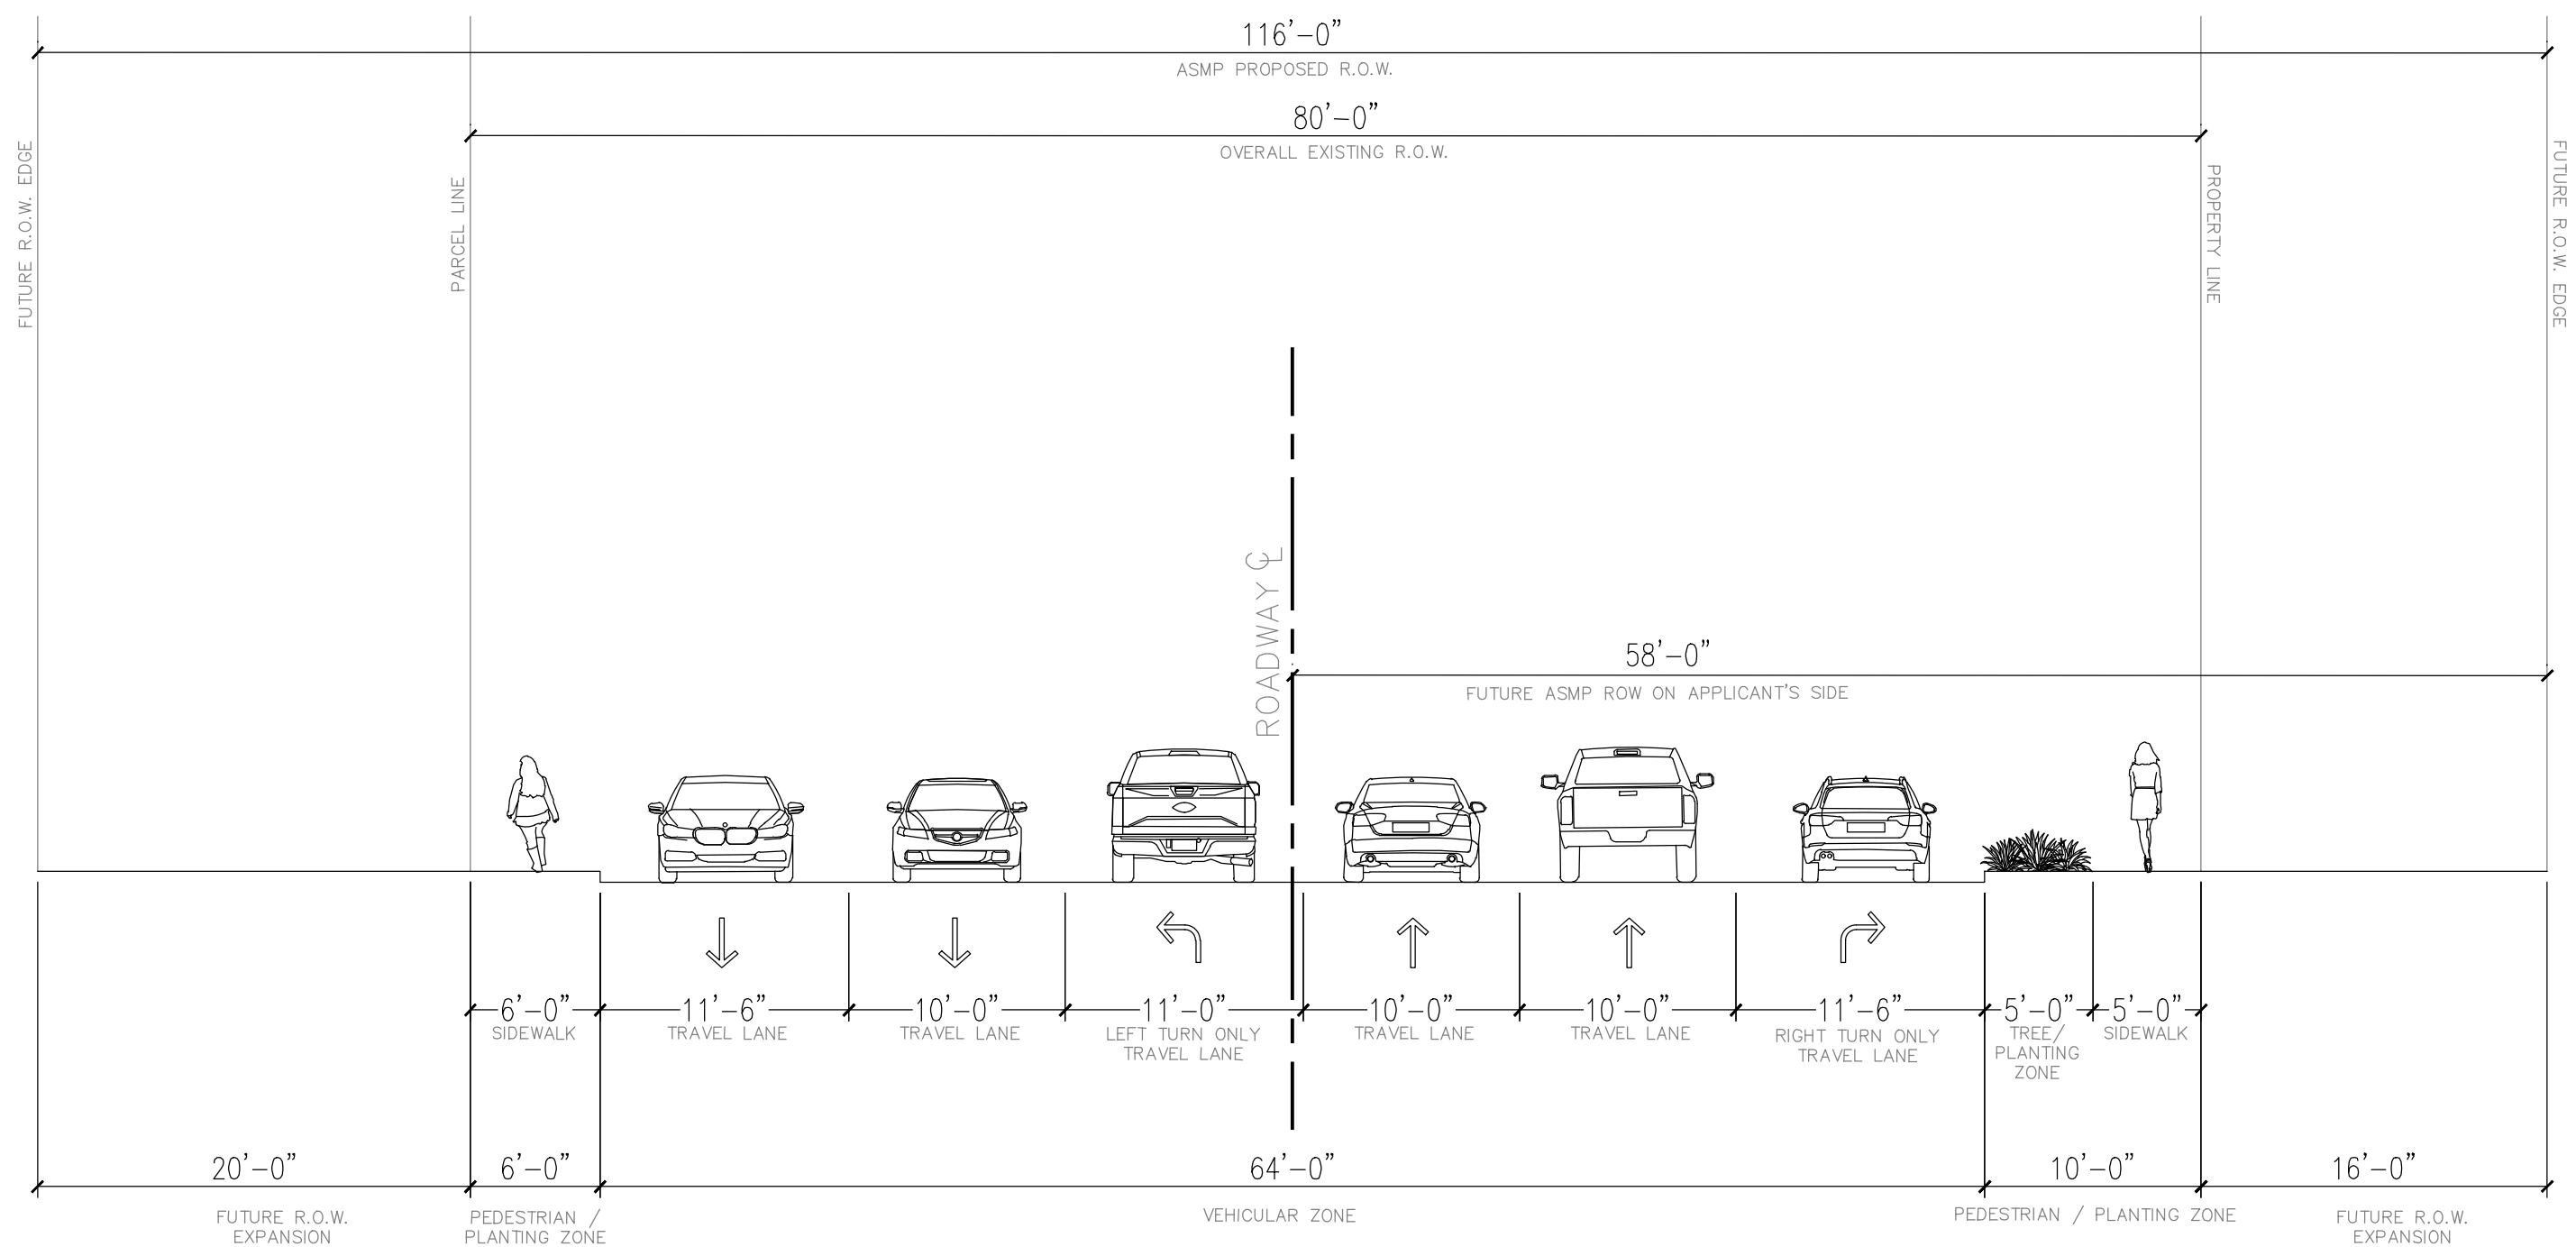 116'-0"
ASMP PROPOSED R.O.W.
80'-0"
OVERALL EXISTING R.O.W.
FUTURE R.O.W. EDGE
PARCEL LINE
PROPERTY LINE
FUTURE R.O.W. EDGE
ROADWAY ℄
58'-0"
FUTURE ASMP ROW ON APPLICANT'S SIDE
6'-0"
SIDEWALK
11'-6"
TRAVEL LANE
10'-0"
TRAVEL LANE
11'-0"
LEFT TURN ONLY
TRAVEL LANE
10'-0"
TRAVEL LANE
10'-0"
TRAVEL LANE
11'-6"
RIGHT TURN ONLY
TRAVEL LANE
5'-0"
TREE/
PLANTING
ZONE
5'-0"
SIDEWALK
20'-0"
FUTURE R.O.W.
EXPANSION
6'-0"
PEDESTRIAN /
PLANTING ZONE
64'-0"
VEHICULAR ZONE
10'-0"
PEDESTRIAN / PLANTING ZONE
16'-0"
FUTURE R.O.W.
EXPANSION